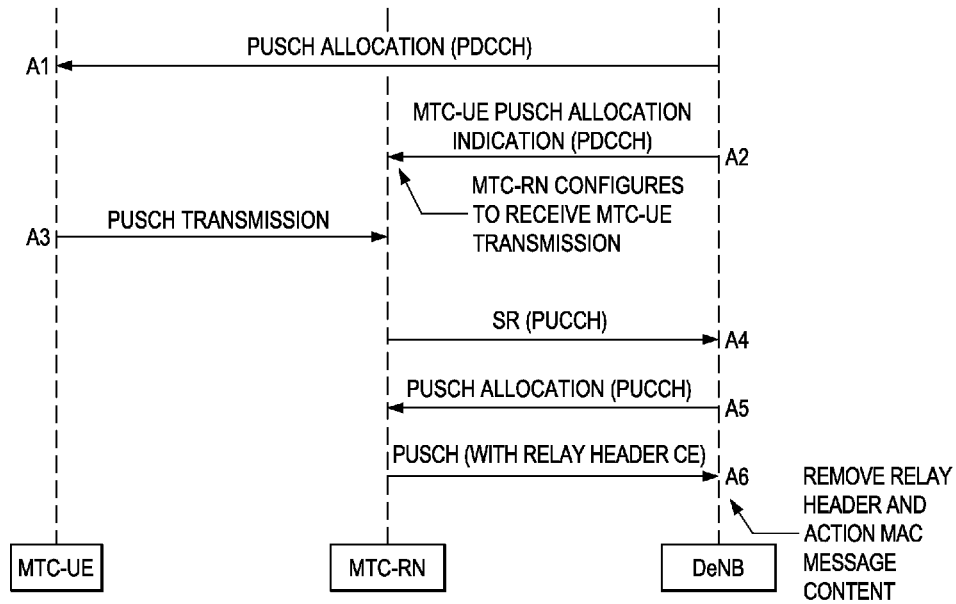 PUSCH ALLOCATION (PDCCH)
A1
MTC-UE PUSCH ALLOCATION
INDICATION (PDCCH)
A2
MTC-RN CONFIGURES
TO RECEIVE MTC-UE
TRANSMISSION
PUSCH TRANSMISSION
A3
SR (PUCCH)
A4
PUSCH ALLOCATION (PUCCH)
A5
PUSCH (WITH RELAY HEADER CE)
A6
REMOVE RELAY
HEADER AND
ACTION MAC
MESSAGE
CONTENT
MTC-UE
MTC-RN
DeNB